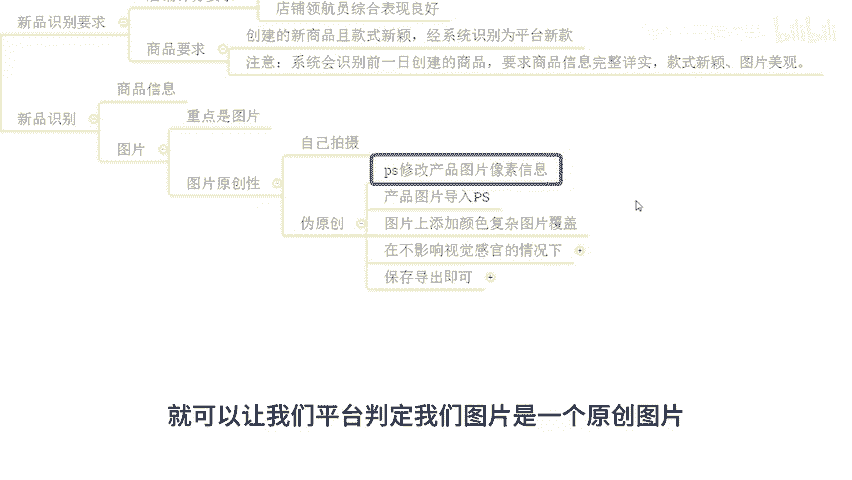 店铺领航员综合表现良好
新品识别要求
创建的新商品且款式新颖，经系统识别为平台新款
商品要求
注意：系统会识别前一日创建的商品，要求商品信息完整详实，款式新颖、图片美观。
商品信息
新品识别
重点是图片
图片
自己拍摄
ps修改产品图片像素信息
图片原创性
产品图片导入PS
伪原创
图片上添加颜色复杂图片覆盖
在不影响视觉感官的情况下
保存导出即可
就可以让我们平台判定我们图片是一个原创图片